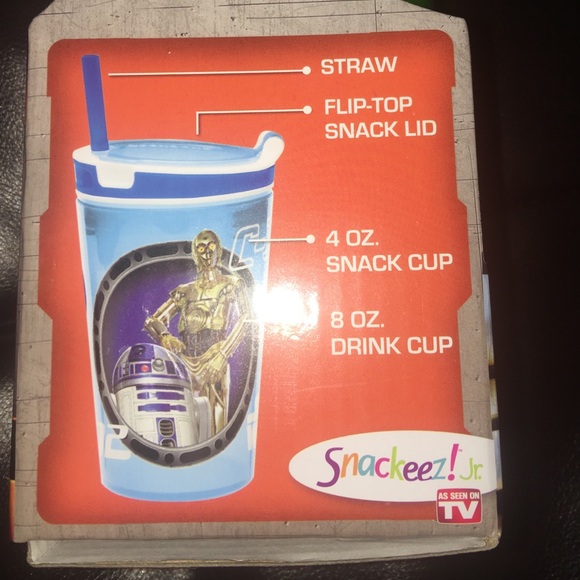 STRAW
FLIP-TOP
SNACK LID
4 OZ.
SNACK CUP
8 OZ.
DRINK CUP
Snackeez! Jr.
AS SEEN ON
TV